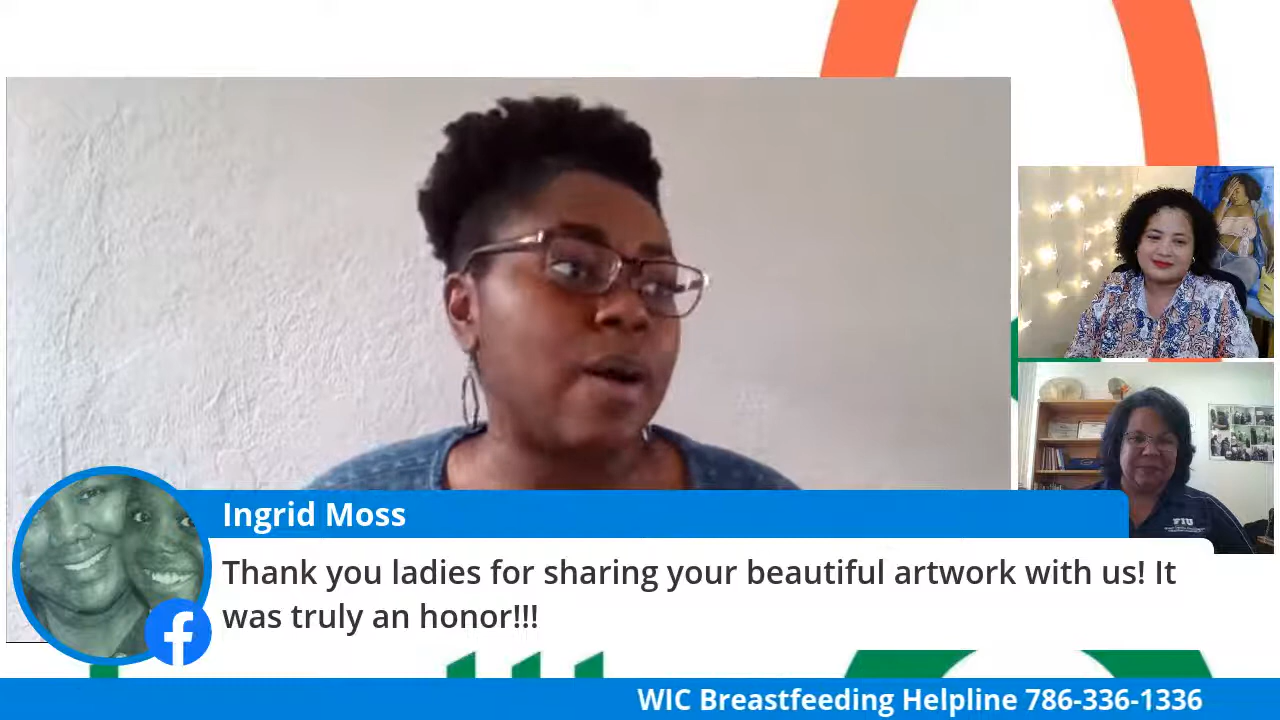 FIU
Ingrid Moss
Thank you ladies for sharing your beautiful artwork with us! It
was truly an honor!!!
WIC Breastfeeding Helpline 786-336-1336